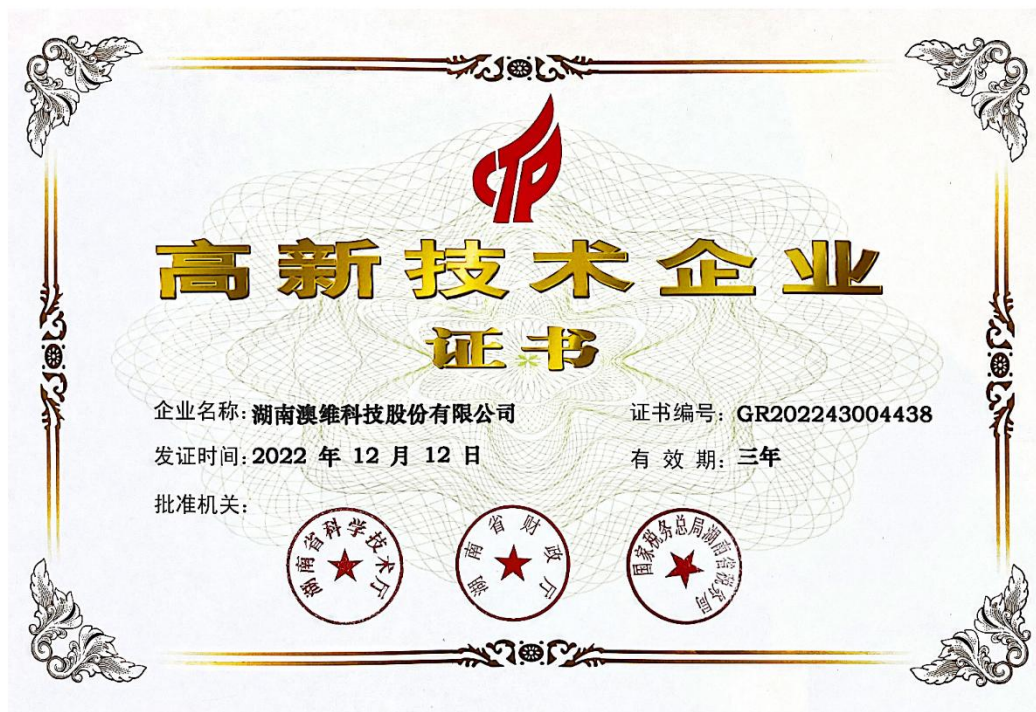 CTP
高新技术企业
证书
企业名称：湖南澳维科技股份有限公司 证书编号：GR202243004438
发证时间：2022 年 12 月 12 日 有 效 期：三年
批准机关：
湖南省科学技术厅
湖南省财政厅
国家税务总局湖南省税务局